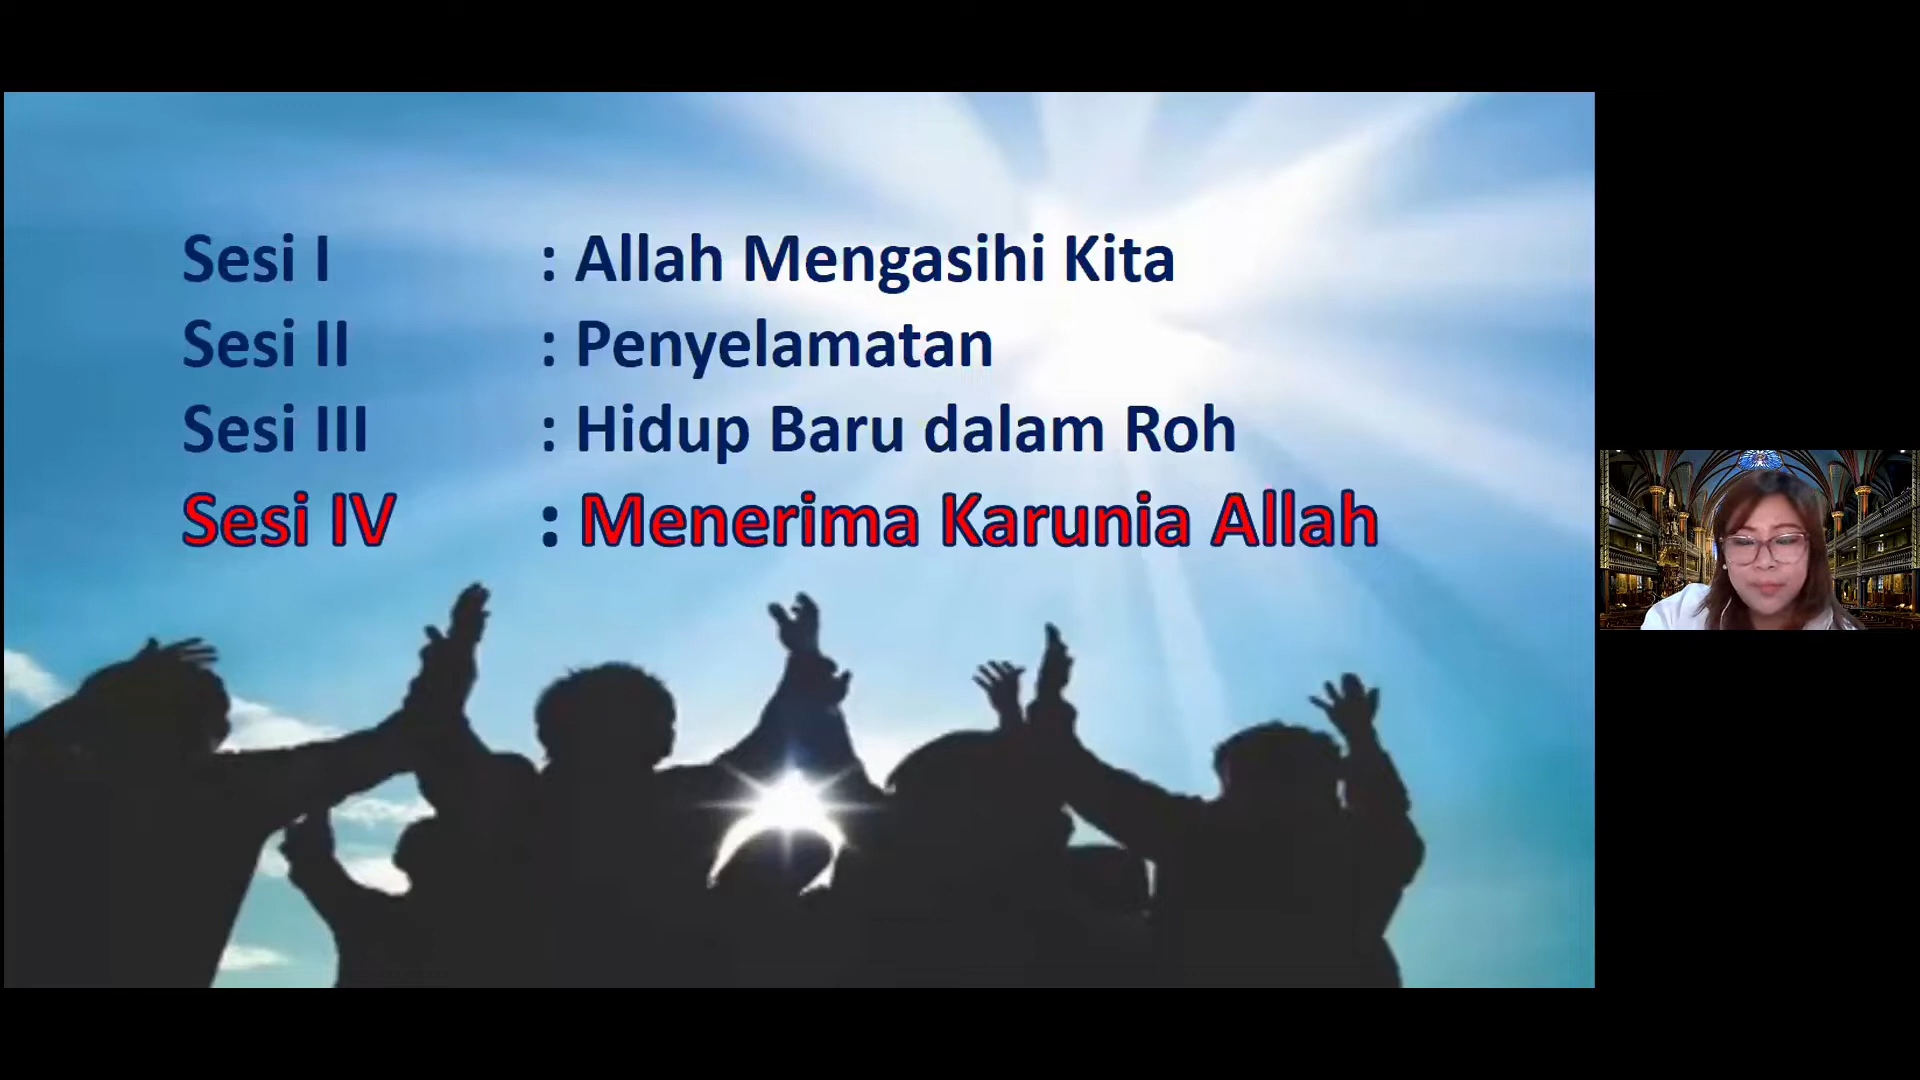 Sesi I : Allah Mengasihi Kita
Sesi II : Penyelamatan
Sesi III : Hidup Baru dalam Roh
Sesi IV : Menerima Karunia Allah